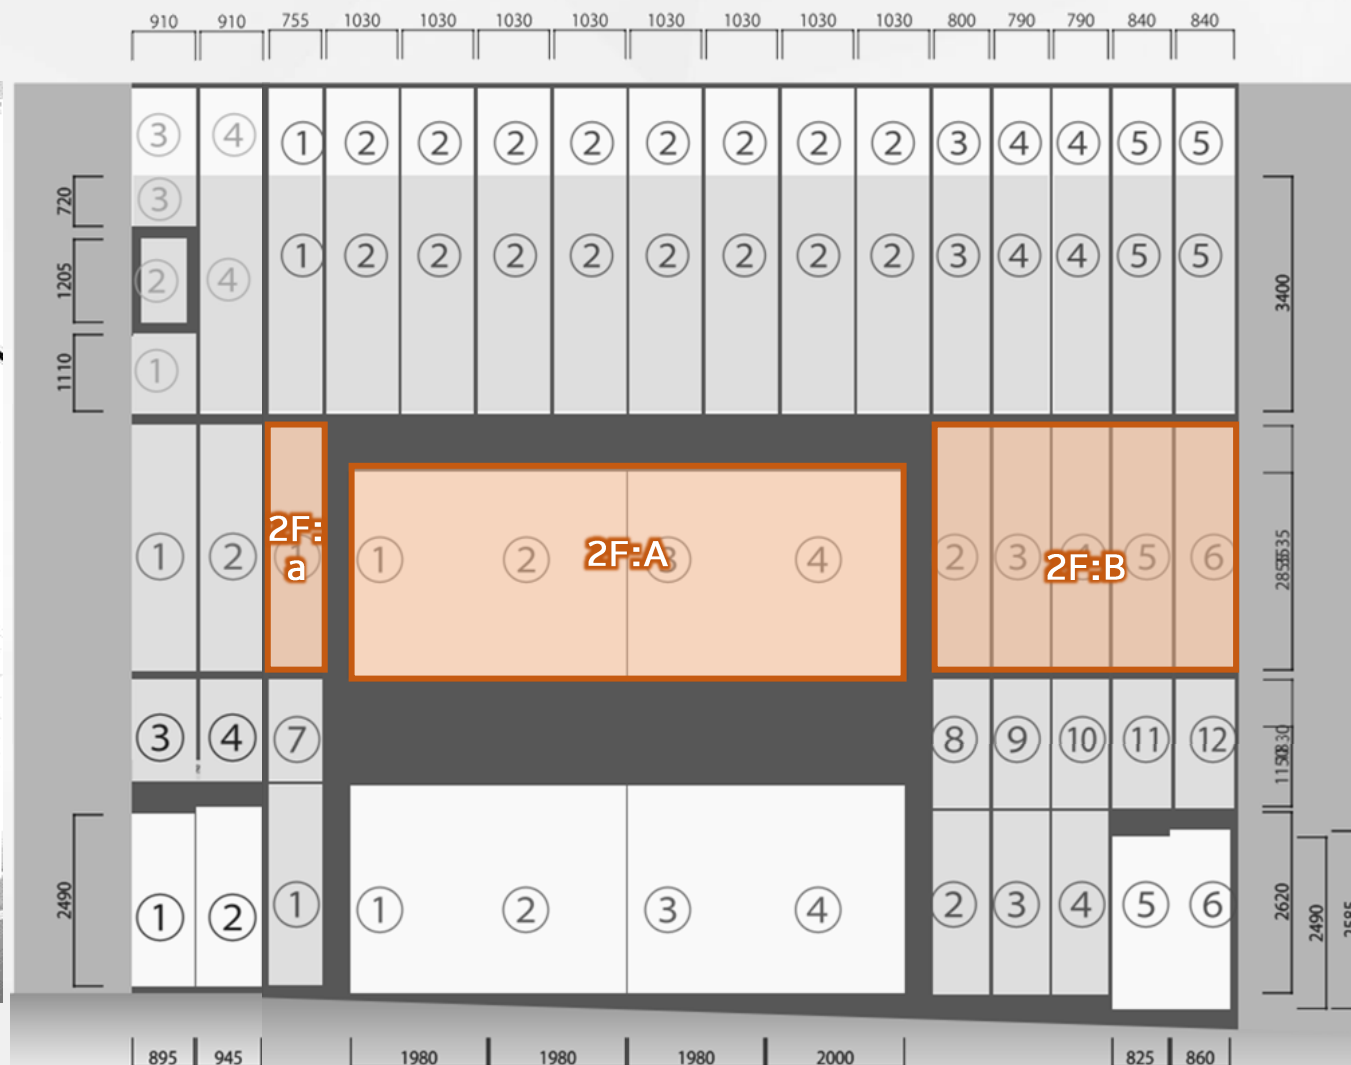 910 910 755 1030 1030 1030 1030 1030 1030 1030 1030 800 790 790 840 840
③ ④ ① ② ② ② ② ② ② ② ② ③ ④ ④ ⑤ ⑤
720 ③
1205 ② ④ ① ② ② ② ② ② ② ② ② ③ ④ ④ ⑤ ⑤
3400
1110 ①
① ② 2F:
a
① ② 2F:A ④ ② ③ 2F:B ⑤ ⑥
③ ④ ⑦ ⑧ ⑨ ⑩ ⑪ ⑫
2490 ① ② ① ① ② ③ ④ ② ③ ④ ⑤ ⑥ 2620 2490
895 945 1980 1980 1980 2000 825 860